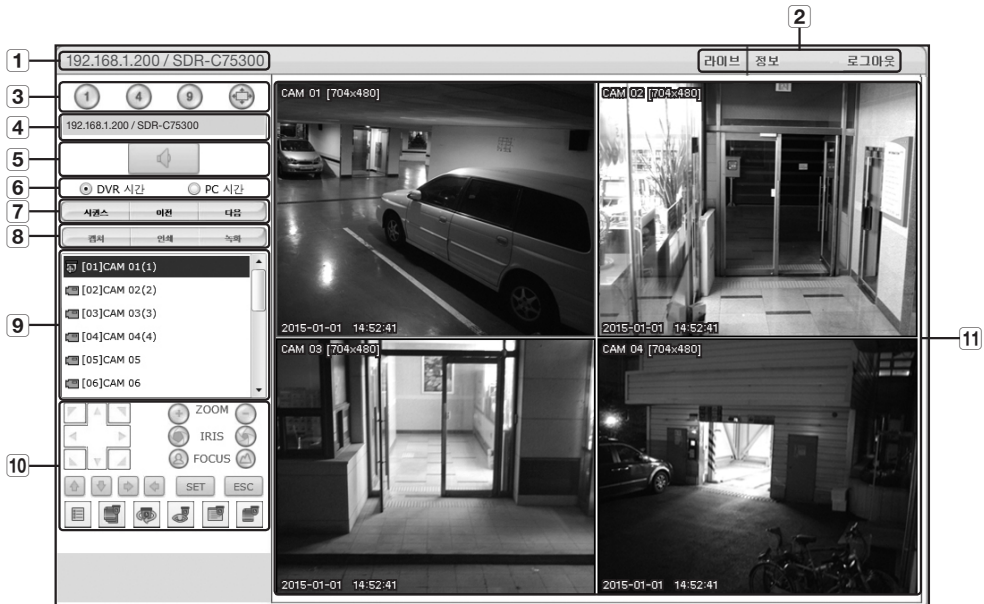 2
1
192.168.1.200 / SDR-C75300
라이브 정보 로그아웃
3
1 4 9
4
192.168.1.200 / SDR-C75300
5
6
DVR 시간 PC 시간
7
시퀀스 이전 다음
8
캡처 인쇄 녹화
9
[01]CAM 01(1)
[02]CAM 02(2)
[03]CAM 03(3)
[04]CAM 04(4)
[05]CAM 05
[06]CAM 06
10
ZOOM
IRIS
FOCUS
SET ESC
CAM 01 [704x480]
2015-01-01 14:52:41
CAM 02 [704x480]
2015-01-01 14:52:41
11
CAM 03 [704x480]
2015-01-01 14:52:41
CAM 04 [704x480]
2015-01-01 14:52:41